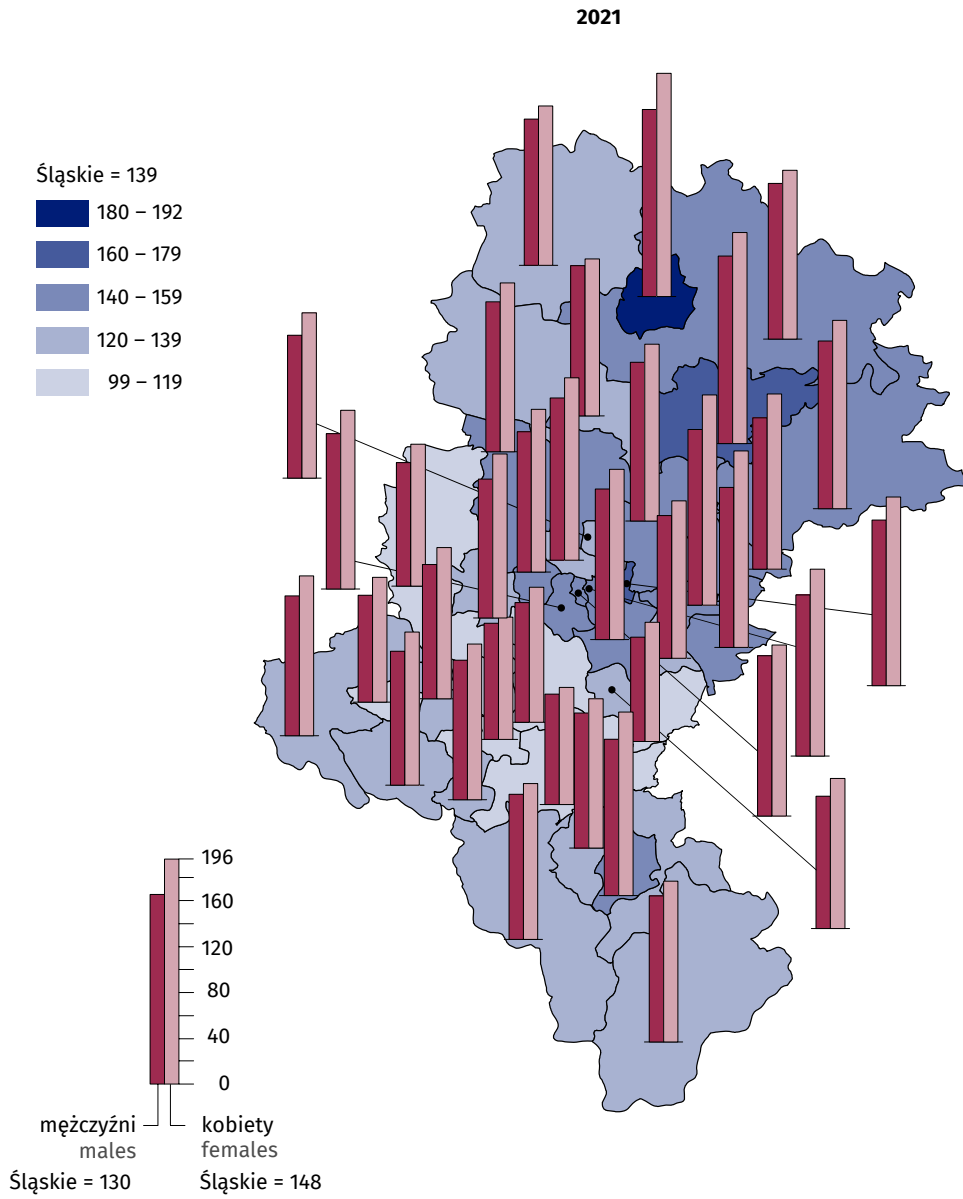 2021
Śląskie = 139
180 – 192
160 – 179
140 – 159
120 – 139
99 – 119
196
160
120
80
40
0
mężczyźni kobiety
males females
Śląskie = 130 Śląskie = 148